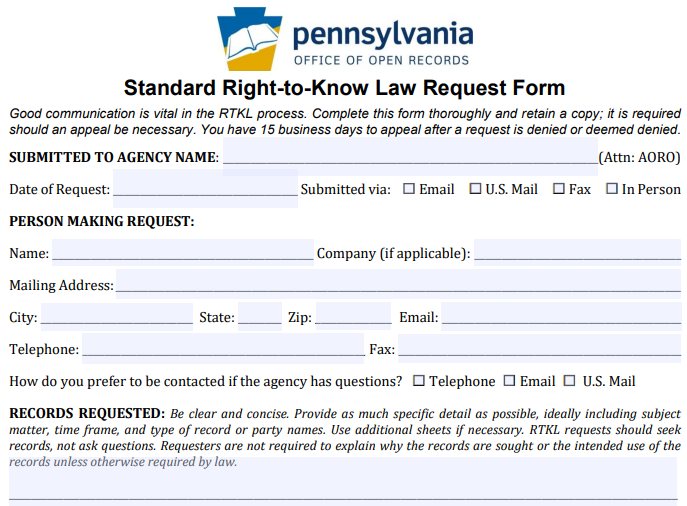 pennsylvania
OFFICE OF OPEN RECORDS
Standard Right-to-Know Law Request Form
Good communication is vital in the RTKL process. Complete this form thoroughly and retain a copy; it is required
should an appeal be necessary. You have 15 business days to appeal after a request is denied or deemed denied.
SUBMITTED TO AGENCY NAME: (Attn: AORO)
Date of Request: Submitted via: ☐ Email ☐ U.S. Mail ☐ Fax ☐ In Person
PERSON MAKING REQUEST:
Name: Company (if applicable):
Mailing Address:
City: State: Zip: Email:
Telephone: Fax:
How do you prefer to be contacted if the agency has questions? ☐ Telephone ☐ Email ☐ U.S. Mail
RECORDS REQUESTED: Be clear and concise. Provide as much specific detail as possible, ideally including subject
matter, time frame, and type of record or party names. Use additional sheets if necessary. RTKL requests should seek
records, not ask questions. Requesters are not required to explain why the records are sought or the intended use of the
records unless otherwise required by law.